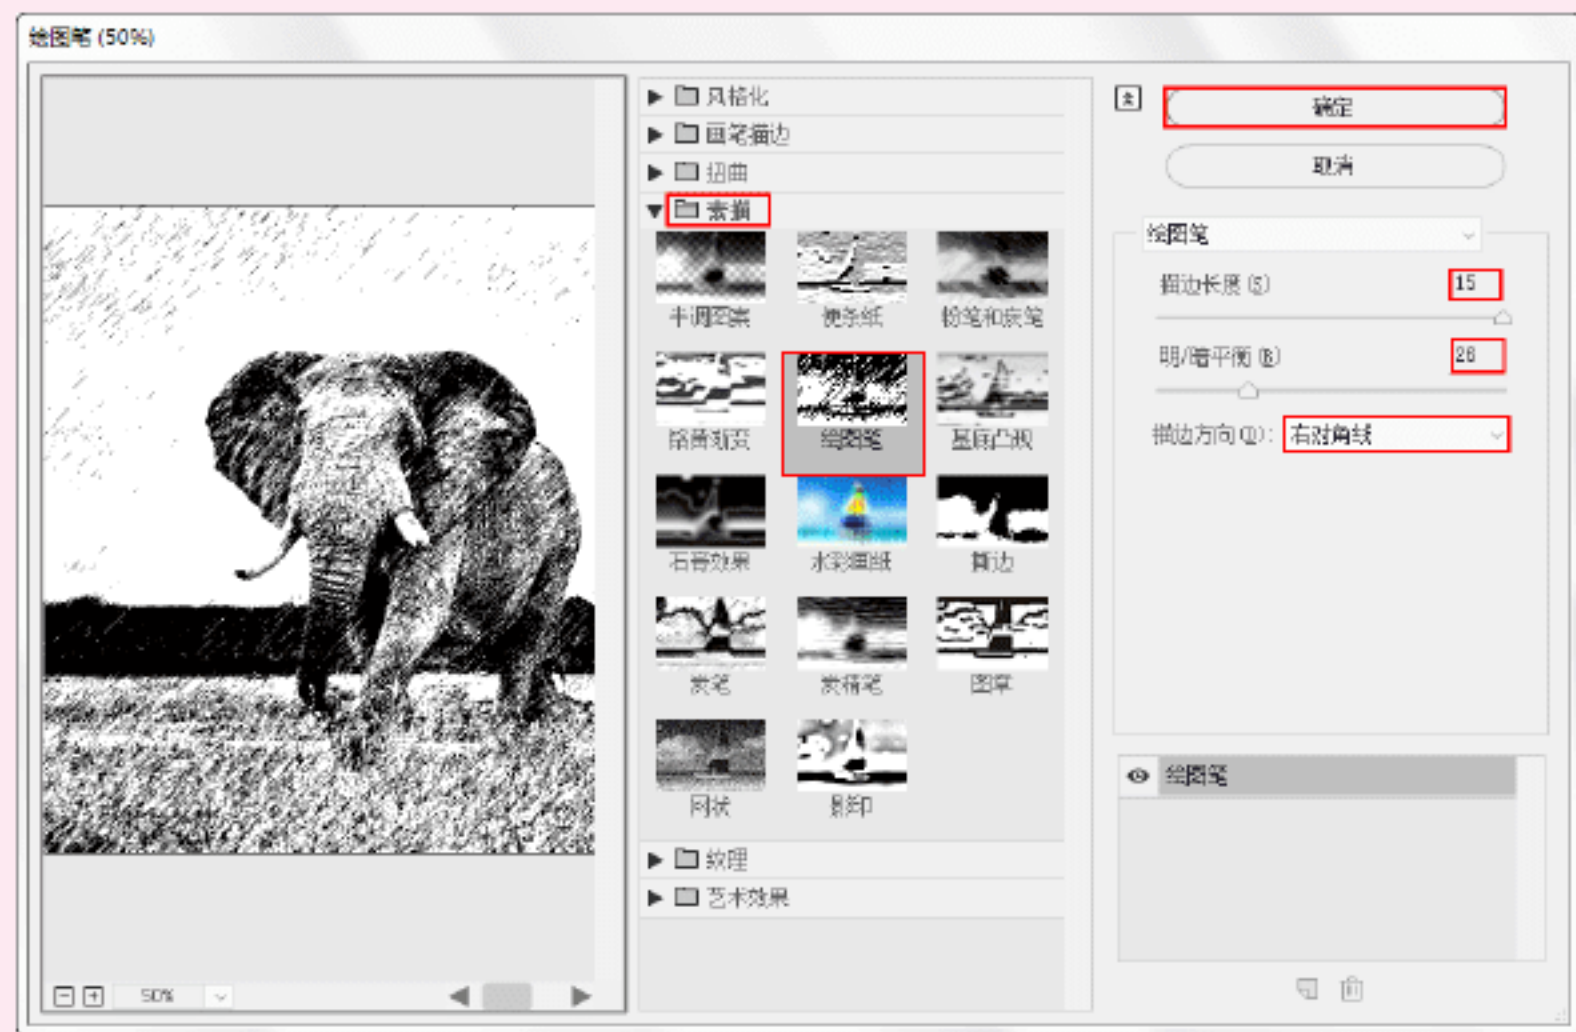 绘图笔 (50%)
风格化
画笔描边
扭曲
素描
半调图案
便条纸
粉笔和炭笔
铬黄渐变
绘图笔
基底凸现
石膏效果
水彩画纸
撕边
炭笔
炭精笔
图章
网状
影印
纹理
艺术效果
50%
确定
取消
绘图笔
描边长度(S)
15
明/暗平衡(B)
26
描边方向(D):
右对角线
绘图笔